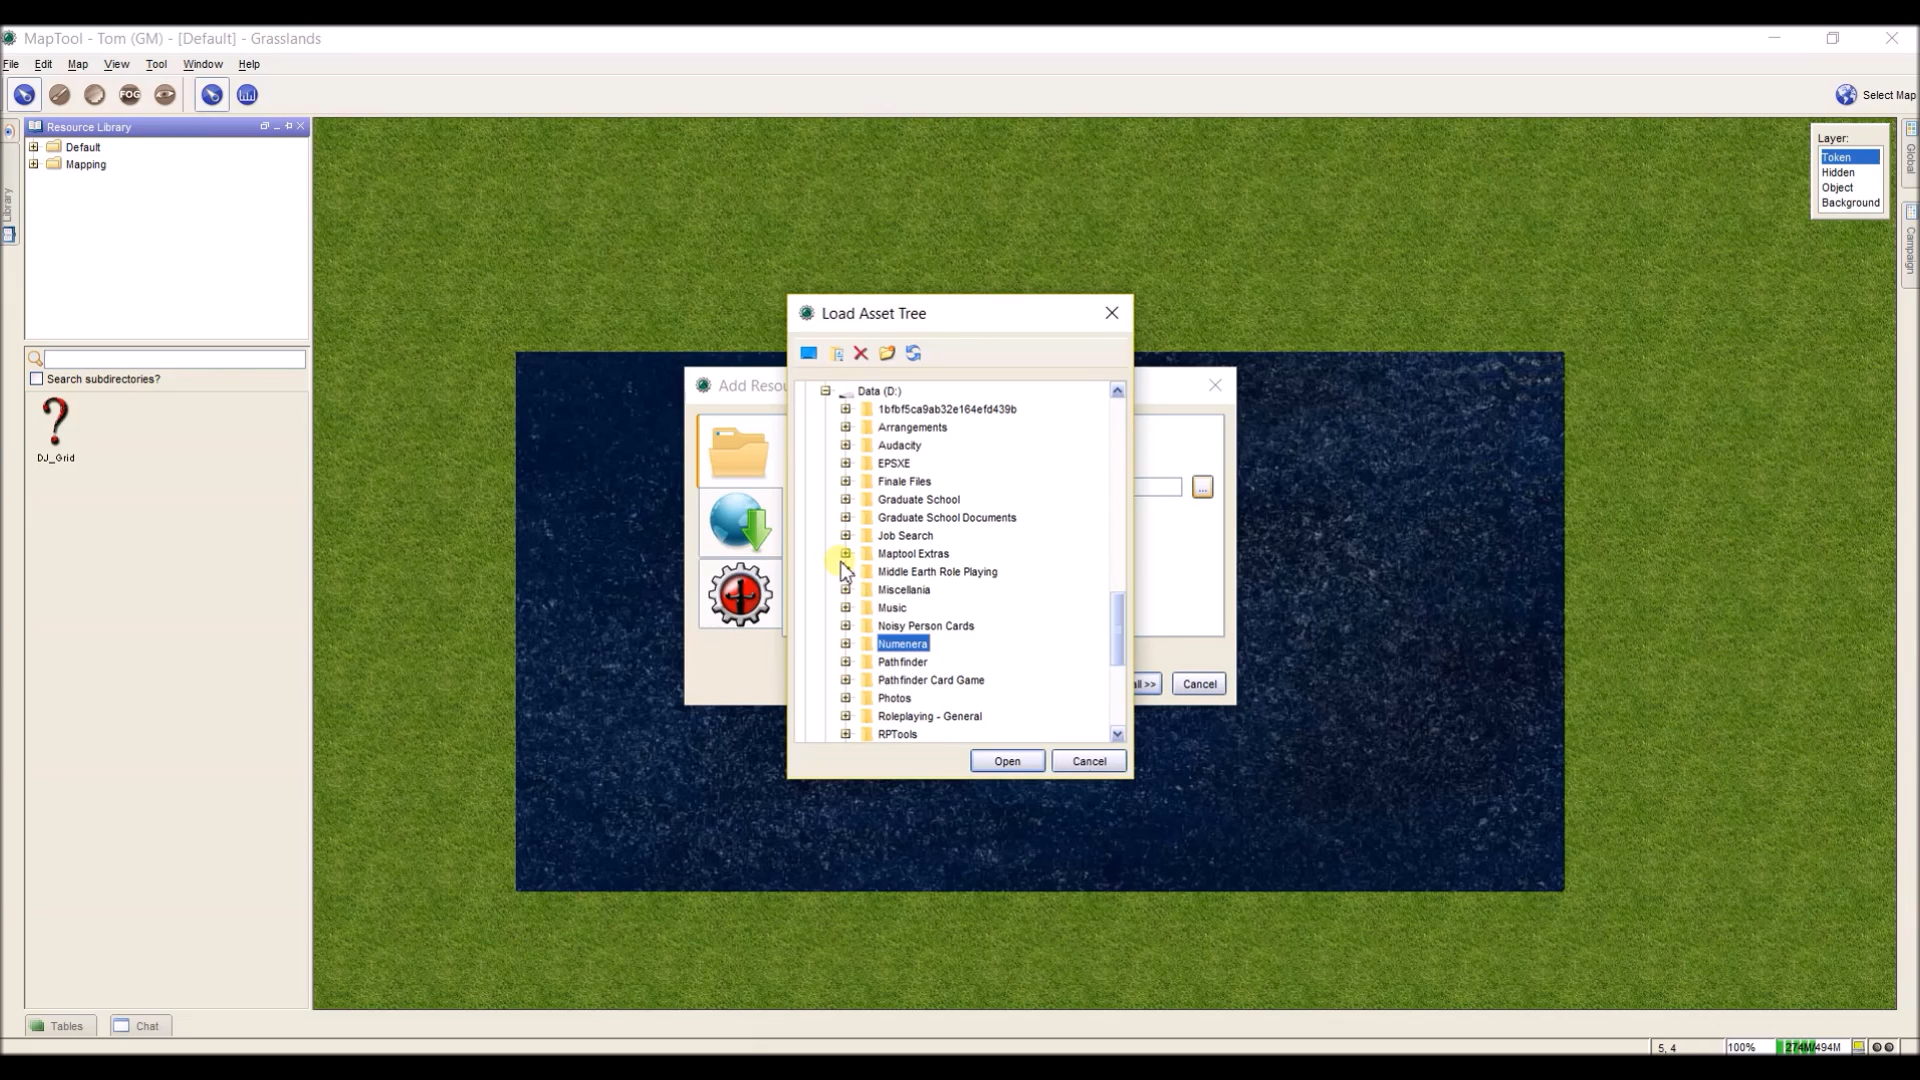 MapTool - Tom (GM) - [Default] - Grasslands
File Edit Map View Tool Window Help
FOG
Select Map
Resource Library
Default
Mapping
Library
Search subdirectories?
DJ_Grid
Layer:
Token
Hidden
Object
Background
Global
Campaign
Load Asset Tree
Add Resou
Data (D:)
1bfbf5ca9ab32e164efd439b
Arrangements
Audacity
EPSXE
Finale Files
Graduate School
Graduate School Documents
Job Search
Maptool Extras
Middle Earth Role Playing
Miscellania
Music
Noisy Person Cards
Numenera
Pathfinder
Pathfinder Card Game
Photos
Roleplaying - General
RPTools
...
all >>
Cancel
Open
Cancel
Tables
Chat
5, 4
100%
274M/494M